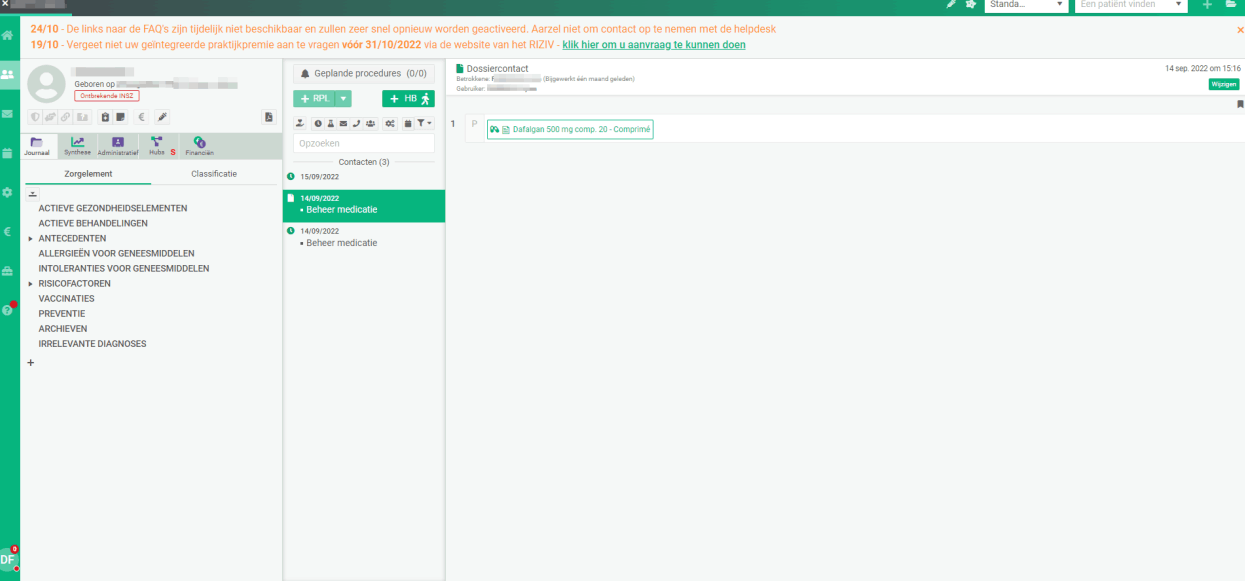 Standa...
Een patiënt vinden
24/10 - De links naar de FAQ's zijn tijdelijk niet beschikbaar en zullen zeer snel opnieuw worden geactiveerd. Aarzel niet om contact op te nemen met de helpdesk
19/10 - Vergeet niet uw geïntegreerde praktijkpremie aan te vragen vóór 31/10/2022 via de website van het RIZIV - klik hier om u aanvraag te kunnen doen
Geboren op
Ontbrekende INSZ
Journaal
Synthese
Administratief
Hubs S
Financiën
Zorgelement
Classificatie
ACTIEVE GEZONDHEIDSELEMENTEN
ACTIEVE BEHANDELINGEN
ANTECEDENTEN
ALLERGIEËN VOOR GENEESMIDDELEN
INTOLERANTIES VOOR GENEESMIDDELEN
RISICOFACTOREN
VACCINATIES
PREVENTIE
ARCHIEVEN
IRRELEVANTE DIAGNOSES
DF
0
Geplande procedures (0/0)
+ RPL
+ HB
Opzoeken
Contacten (3)
15/09/2022
14/09/2022
Beheer medicatie
14/09/2022
Beheer medicatie
Dossiercontact
14 sep. 2022 om 15:16
Betrokkene: (Bijgewerkt één maand geleden)
Gebruiker:
Wijzigen
1 P Dafalgan 500 mg comp. 20 - Comprimé